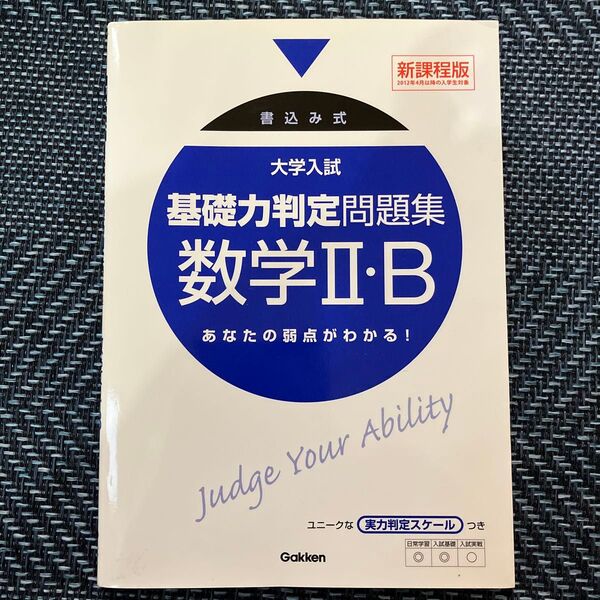 新課程版
2012年4月以降の入学生対象
書込み式
大学入試
基礎力判定問題集
数学Ⅱ・B
あなたの弱点がわかる！
Judge Your Ability
ユニークな 実力判定スケール つき
日常学習 入試基礎 入試実戦
◎ ◎ ○
Gakken